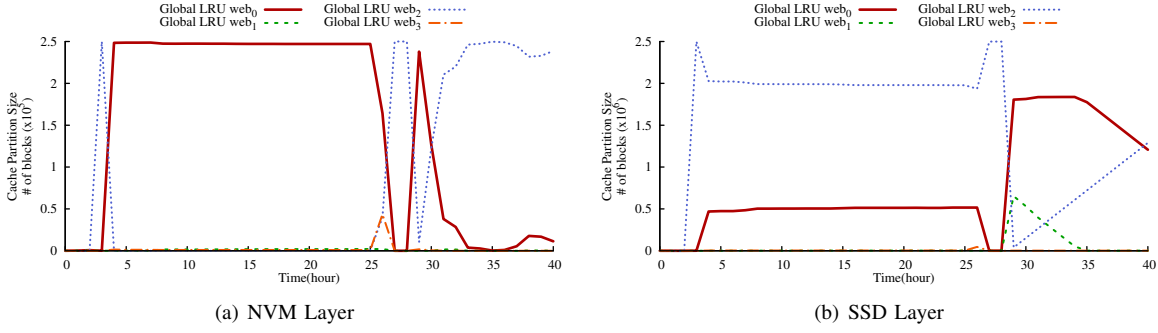 Global LRU web0 Global LRU web2
Global LRU web1 Global LRU web3
Cache Partition Size
# of blocks (x10^5)
2.5
2
1.5
1
0.5
0
0 5 10 15 20 25 30 35 40
Time(hour)
(a) NVM Layer
Global LRU web0 Global LRU web2
Global LRU web1 Global LRU web3
Cache Partition Size
# of blocks (x10^6)
2.5
2
1.5
1
0.5
0
0 5 10 15 20 25 30 35 40
Time(hour)
(b) SSD Layer